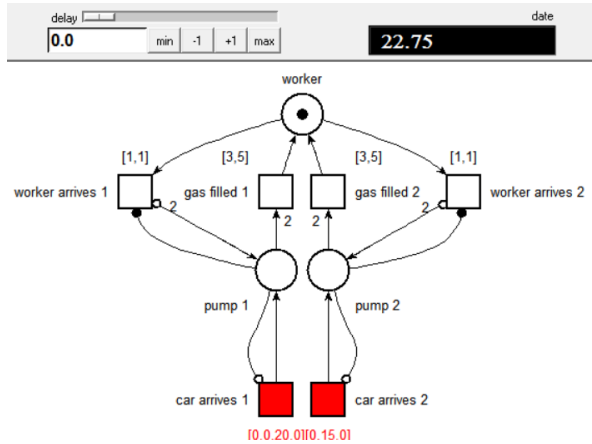 delay
date
0.0 min -1 +1 max
22.75
worker
[1,1] [3,5] [3,5] [1,1]
worker arrives 1 gas filled 1 gas filled 2 worker arrives 2
2 2
2 2
pump 1 pump 2
car arrives 1 car arrives 2
[0.0,20.0][0,15.0]